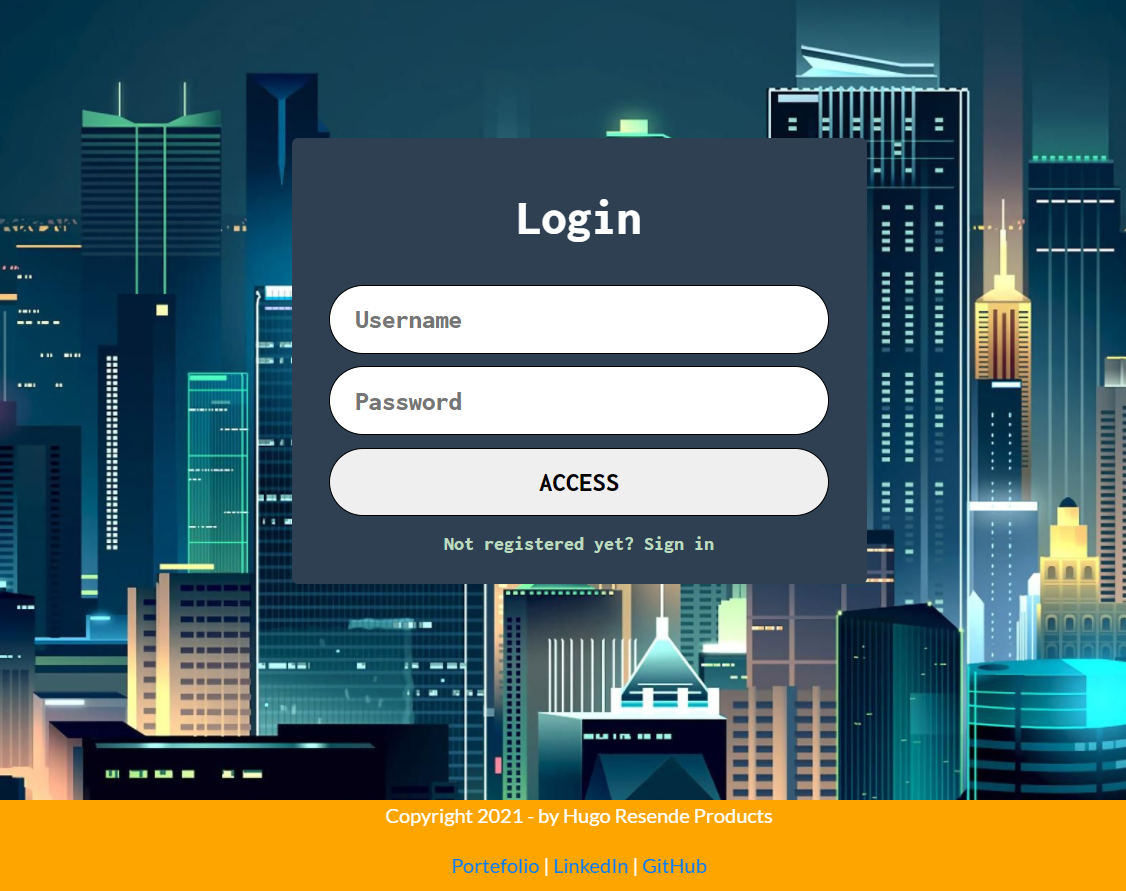 Login
Username
Password
ACCESS
Not registered yet? Sign in
Copyright 2021 - by Hugo Resende Products
Portefolio | LinkedIn | GitHub